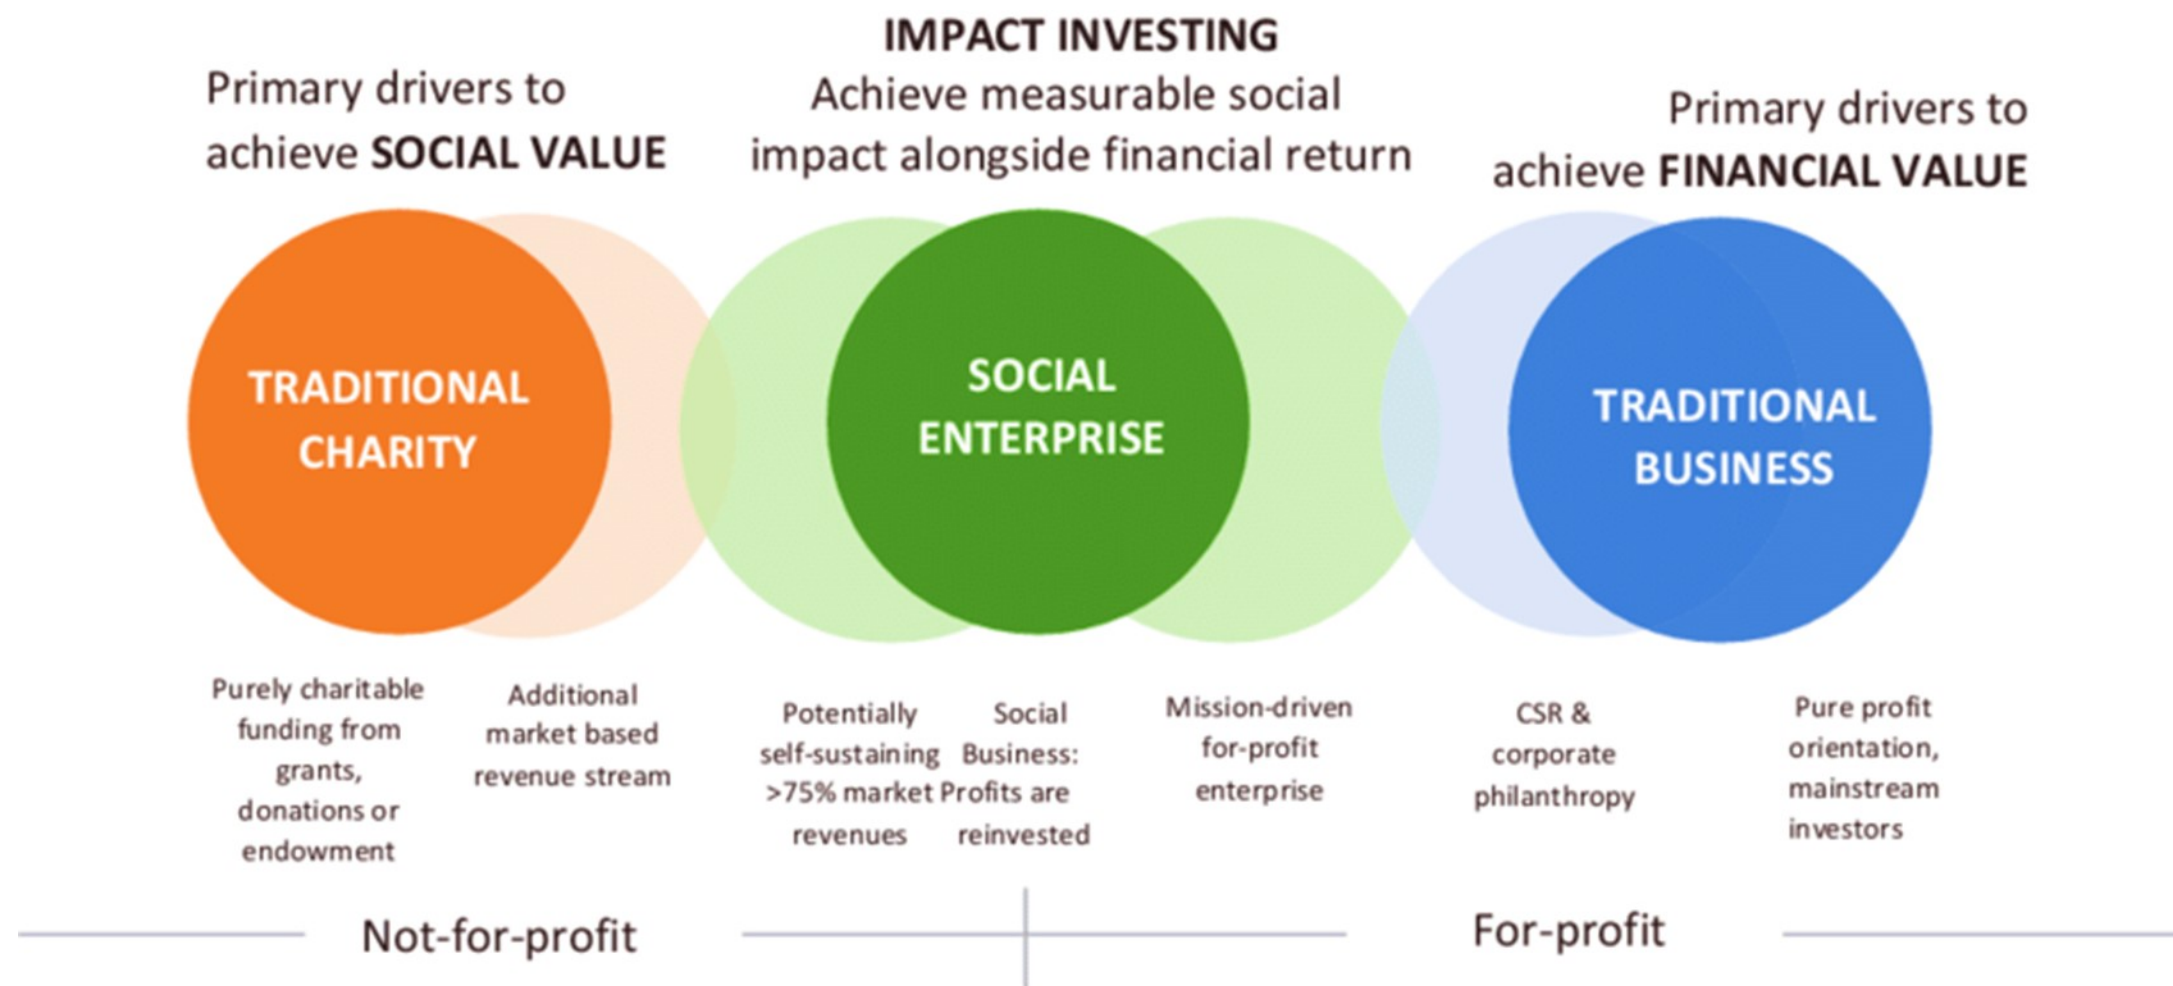 Primary drivers to
achieve SOCIAL VALUE
IMPACT INVESTING
Achieve measurable social
impact alongside financial return
Primary drivers to
achieve FINANCIAL VALUE
TRADITIONAL
CHARITY
SOCIAL
ENTERPRISE
TRADITIONAL
BUSINESS
Purely charitable
funding from
grants,
donations or
endowment
Additional
market based
revenue stream
Potentially
self-sustaining
>75% market
revenues
Social
Business:
Profits are
reinvested
Mission-driven
for-profit
enterprise
CSR &
corporate
philanthropy
Pure profit
orientation,
mainstream
investors
Not-for-profit
For-profit